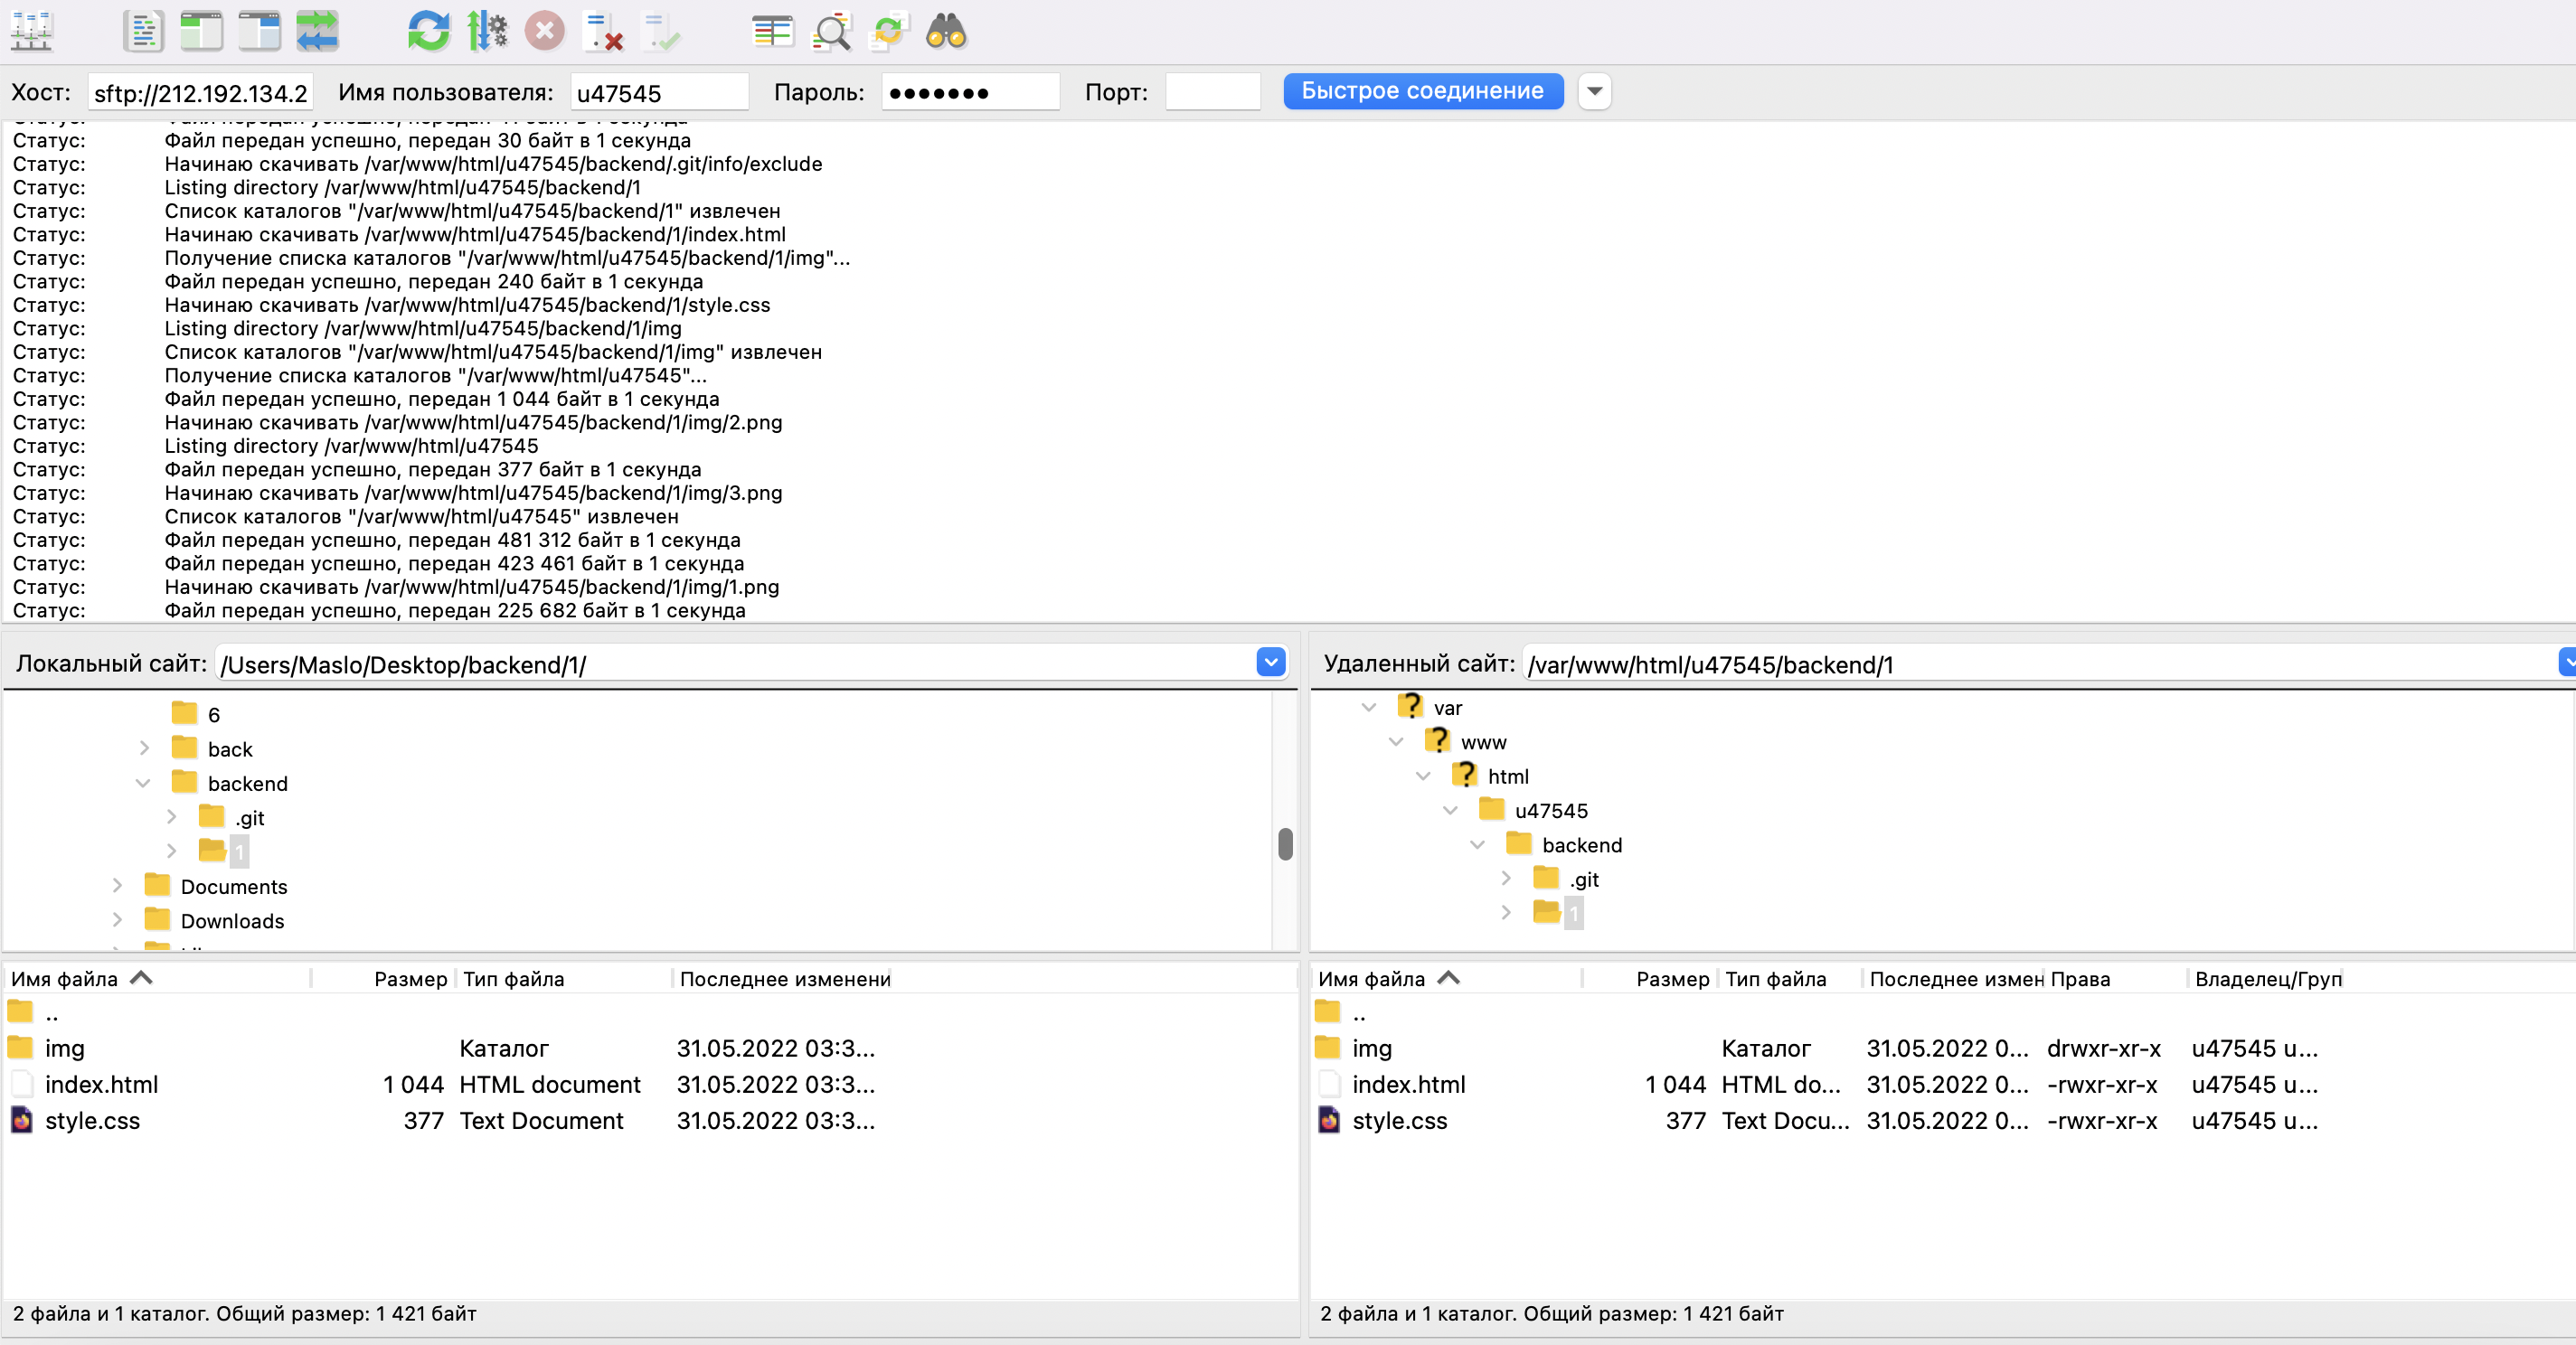 Хост: sftp://212.192.134.2 Имя пользователя: u47545 Пароль: ●●●●●●● Порт: Быстрое соединение
Статус: Файл передан успешно, передан байт в 1 секунда
Статус: Файл передан успешно, передан 30 байт в 1 секунда
Статус: Начинаю скачивать /var/www/html/u47545/backend/.git/info/exclude
Статус: Listing directory /var/www/html/u47545/backend/1
Статус: Список каталогов "/var/www/html/u47545/backend/1" извлечен
Статус: Начинаю скачивать /var/www/html/u47545/backend/1/index.html
Статус: Получение списка каталогов "/var/www/html/u47545/backend/1/img"...
Статус: Файл передан успешно, передан 240 байт в 1 секунда
Статус: Начинаю скачивать /var/www/html/u47545/backend/1/style.css
Статус: Listing directory /var/www/html/u47545/backend/1/img
Статус: Список каталогов "/var/www/html/u47545/backend/1/img" извлечен
Статус: Получение списка каталогов "/var/www/html/u47545"...
Статус: Файл передан успешно, передан 1 044 байт в 1 секунда
Статус: Начинаю скачивать /var/www/html/u47545/backend/1/img/2.png
Статус: Listing directory /var/www/html/u47545
Статус: Файл передан успешно, передан 377 байт в 1 секунда
Статус: Начинаю скачивать /var/www/html/u47545/backend/1/img/3.png
Статус: Список каталогов "/var/www/html/u47545" извлечен
Статус: Файл передан успешно, передан 481 312 байт в 1 секунда
Статус: Файл передан успешно, передан 423 461 байт в 1 секунда
Статус: Начинаю скачивать /var/www/html/u47545/backend/1/img/1.png
Статус: Файл передан успешно, передан 225 682 байт в 1 секунда
Локальный сайт: /Users/Maslo/Desktop/backend/1/
6
back
backend
.git
1
Documents
Downloads
Имя файла Размер Тип файла Последнее изменени
..
img Каталог 31.05.2022 03:3...
index.html 1 044 HTML document 31.05.2022 03:3...
style.css 377 Text Document 31.05.2022 03:3...
2 файла и 1 каталог. Общий размер: 1 421 байт
Удаленный сайт: /var/www/html/u47545/backend/1
var
www
html
u47545
backend
.git
1
Имя файла Размер Тип файла Последнее измен Права Владелец/Груп
..
img Каталог 31.05.2022 0... drwxr-xr-x u47545 u...
index.html 1 044 HTML do... 31.05.2022 0... -rwxr-xr-x u47545 u...
style.css 377 Text Docu... 31.05.2022 0... -rwxr-xr-x u47545 u...
2 файла и 1 каталог. Общий размер: 1 421 байт